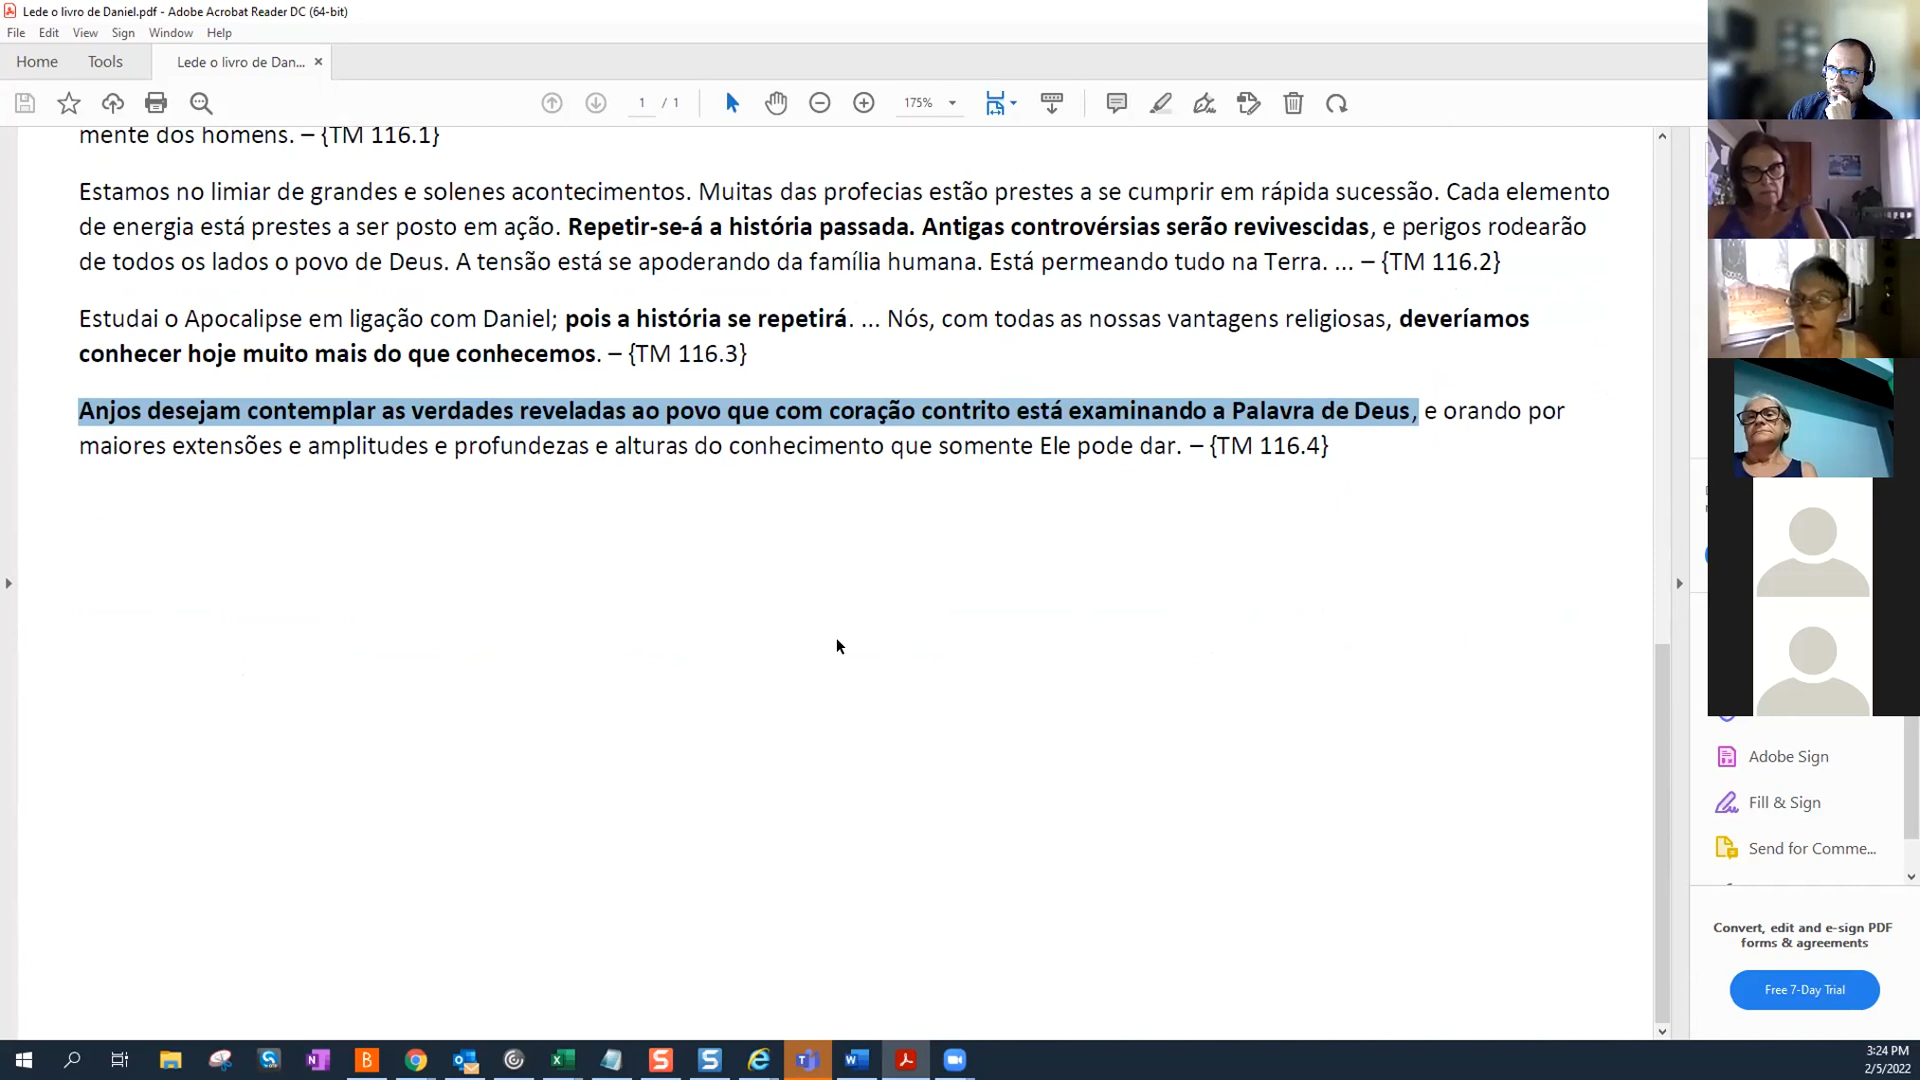 Lede o livro de Daniel.pdf - Adobe Acrobat Reader DC (64-bit)
File Edit View Sign Window Help
Home Tools Lede o livro de Dan... ×
1 / 1 175%
mente dos homens. – {TM 116.1}
Estamos no limiar de grandes e solenes acontecimentos. Muitas das profecias estão prestes a se cumprir em rápida sucessão. Cada elemento
de energia está prestes a ser posto em ação. Repetir-se-á a história passada. Antigas controvérsias serão revivescidas, e perigos rodearão
de todos os lados o povo de Deus. A tensão está se apoderando da família humana. Está permeando tudo na Terra. ... – {TM 116.2}
Estudai o Apocalipse em ligação com Daniel; pois a história se repetirá. ... Nós, com todas as nossas vantagens religiosas, deveríamos
conhecer hoje muito mais do que conhecemos. – {TM 116.3}
Anjos desejam contemplar as verdades reveladas ao povo que com coração contrito está examinando a Palavra de Deus, e orando por
maiores extensões e amplitudes e profundezas e alturas do conhecimento que somente Ele pode dar. – {TM 116.4}
Adobe Sign
Fill & Sign
Send for Comme...
Convert, edit and e-sign PDF
forms & agreements
Free 7-Day Trial
3:24 PM
2/5/2022